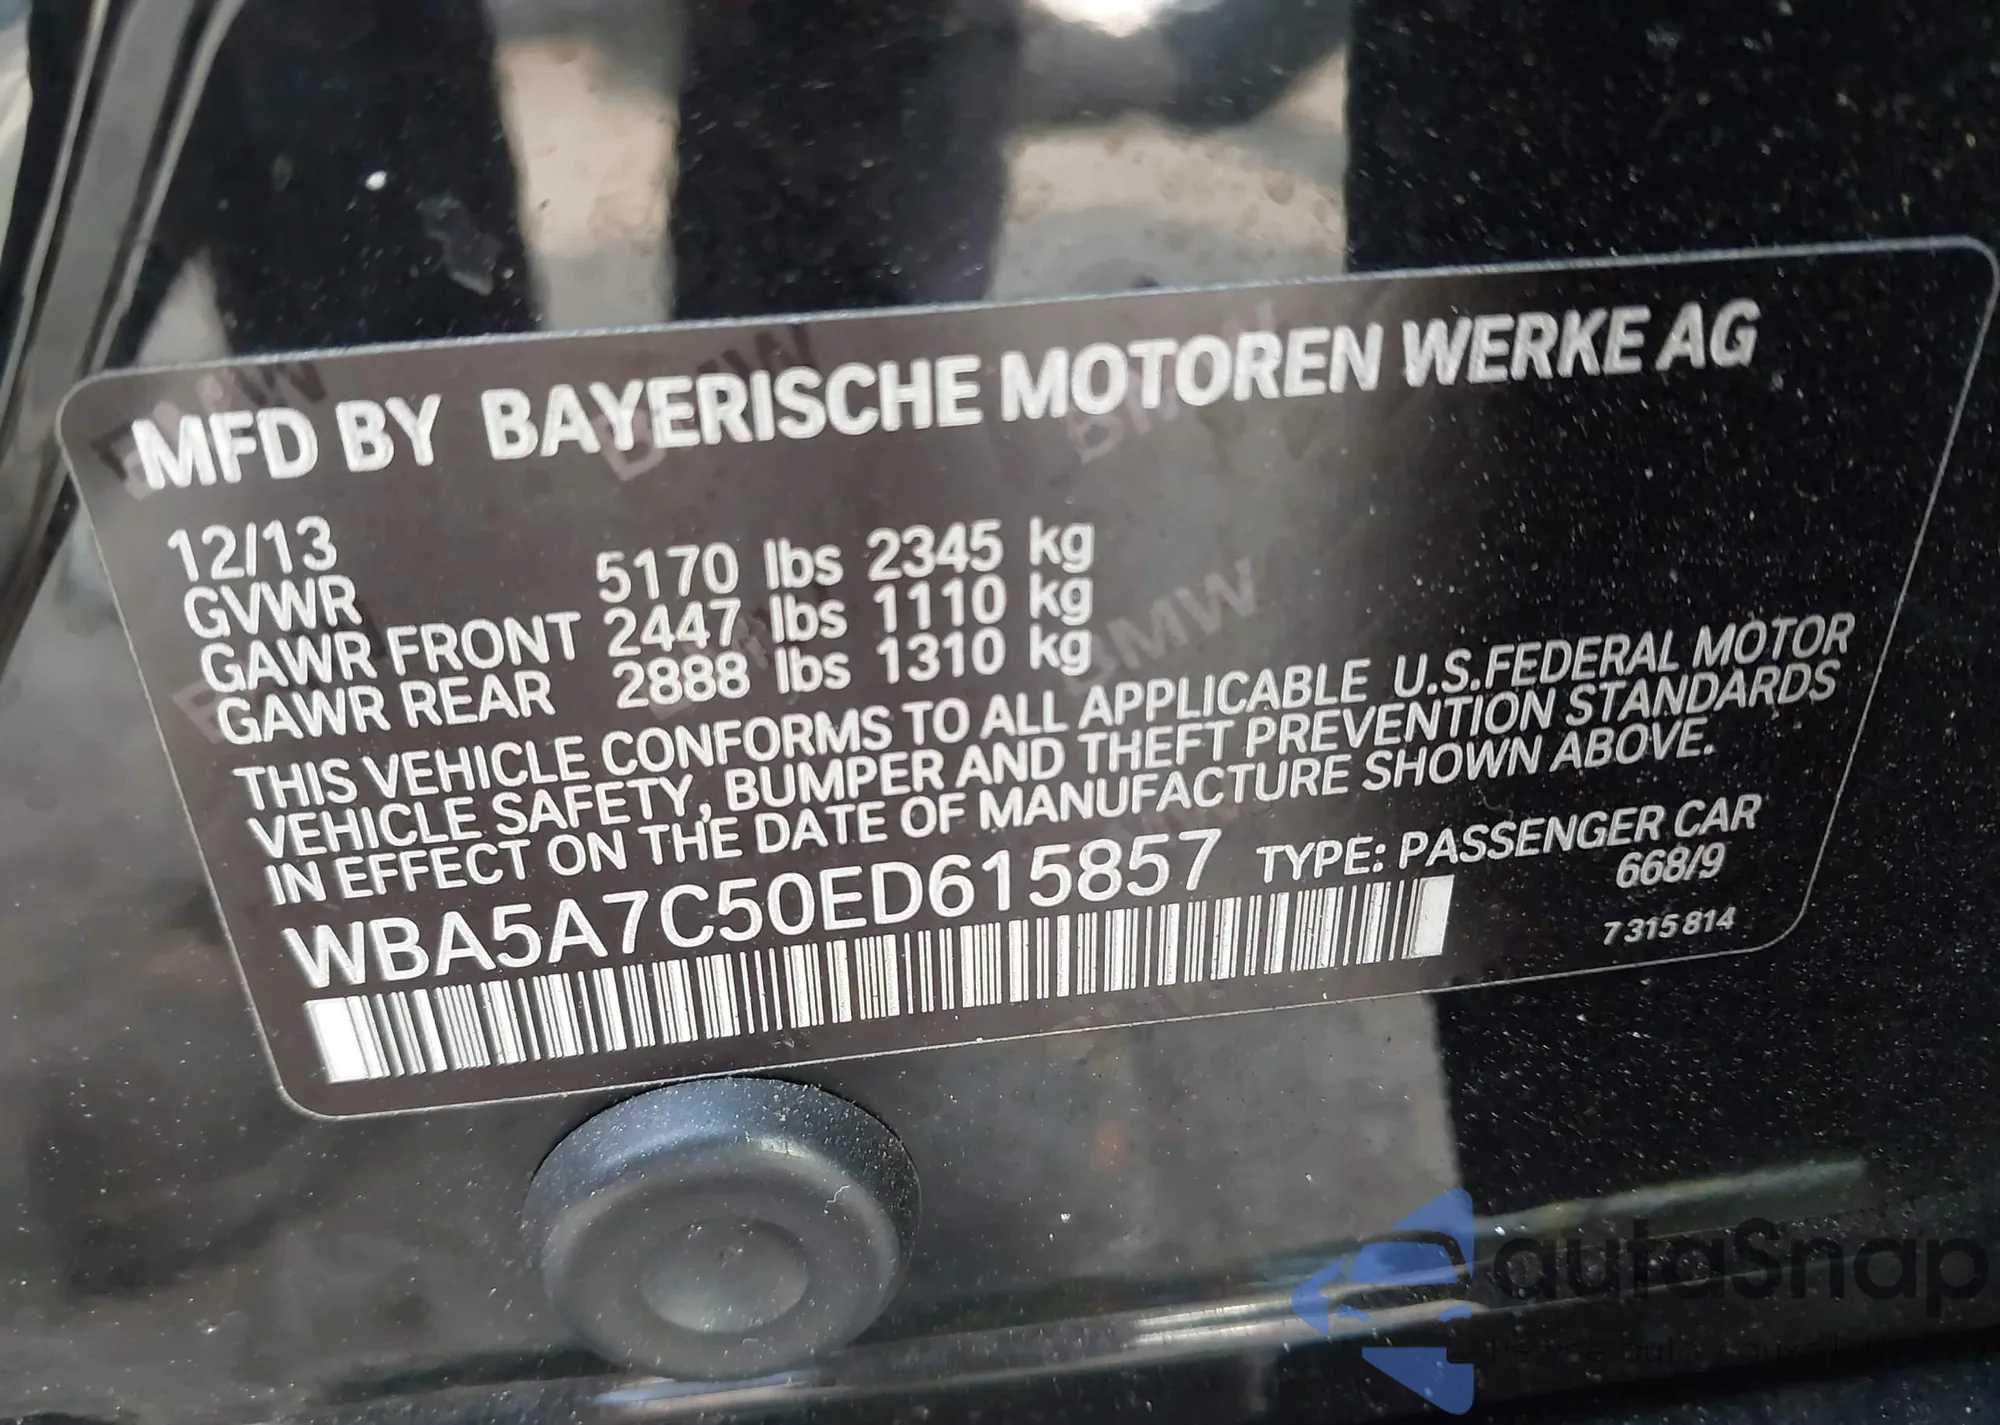 MFD BY BAYERISCHE MOTOREN WERKE AG
12/13
GVWR 5170 lbs 2345 kg
GAWR FRONT 2447 lbs 1110 kg
GAWR REAR 2888 lbs 1310 kg
THIS VEHICLE CONFORMS TO ALL APPLICABLE U.S.FEDERAL MOTOR
VEHICLE SAFETY, BUMPER AND THEFT PREVENTION STANDARDS
IN EFFECT ON THE DATE OF MANUFACTURE SHOWN ABOVE.
WBA5A7C50ED615857 TYPE: PASSENGER CAR
668/9
7 315 814
autaSnap